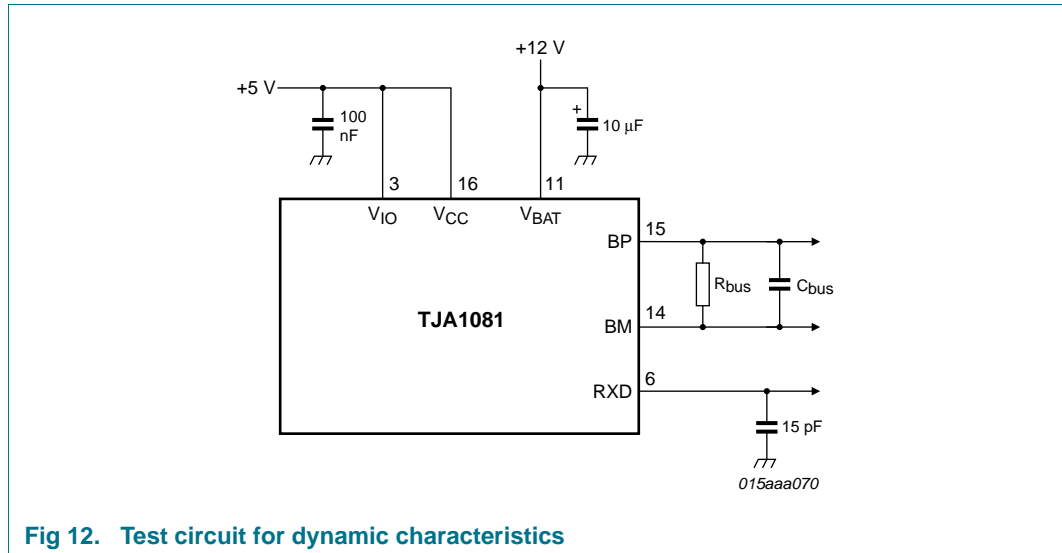 +12 V
+5 V
100
nF
+
10 μF
3
16
11
VIO
VCC
VBAT
BP
15
Rbus
Cbus
TJA1081
BM
14
RXD
6
15 pF
015aaa070
Fig 12. Test circuit for dynamic characteristics